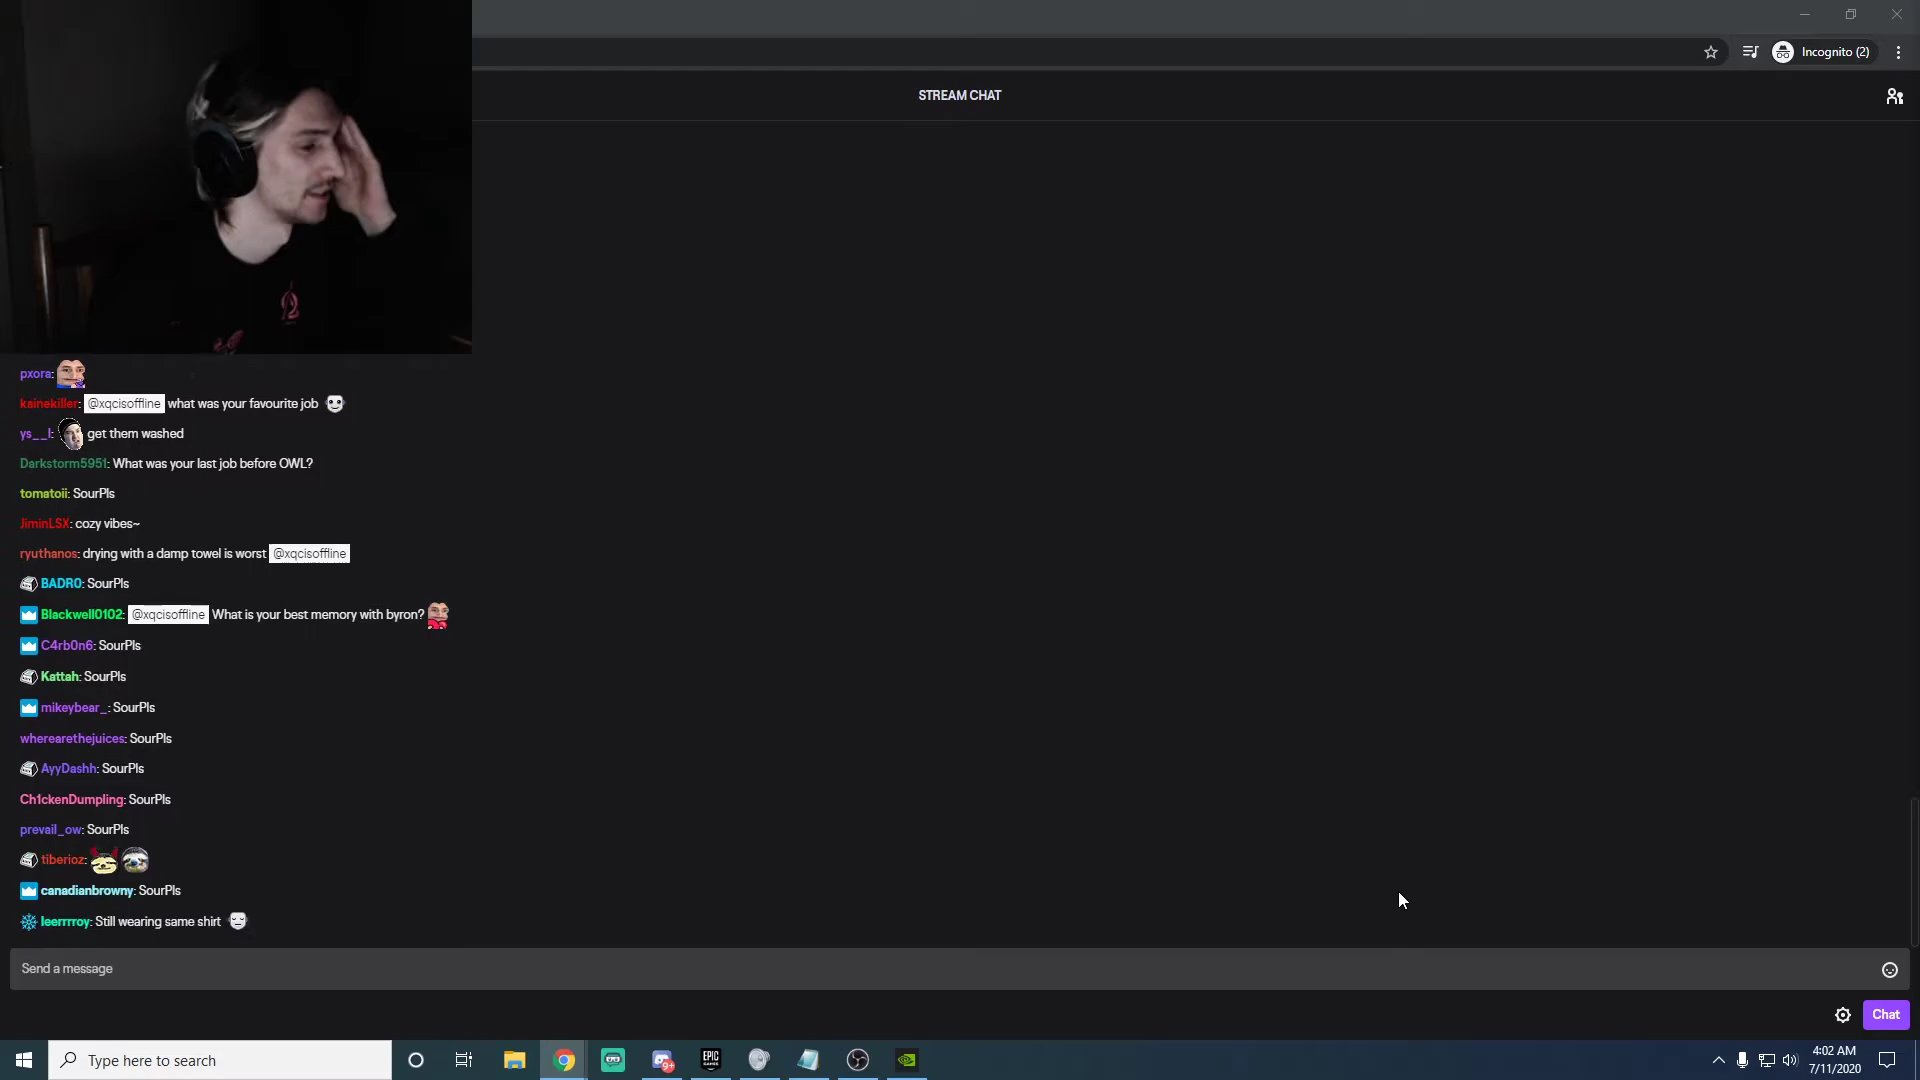 Incognito (2)
STREAM CHAT
pxora:
kainekiller: @xqcisoffline what was your favourite job
ys__l: get them washed
Darkstorm5951: What was your last job before OWL?
tomatoii: SourPls
JiminLSX: cozy vibes~
ryuthanos: drying with a damp towel is worst @xqcisoffline
BADR0: SourPls
Blackwell0102: @xqcisoffline What is your best memory with byron?
C4rb0n6: SourPls
Kattah: SourPls
mikeybear_: SourPls
wherearethejuices: SourPls
AyyDashh: SourPls
Ch1ckenDumpling: SourPls
prevail_ow: SourPls
tiberioz:
canadianbrowny: SourPls
leerrrroy: Still wearing same shirt
Send a message
Chat
Type here to search
9+
EPIC
GAMES
4:02 AM
7/11/2020